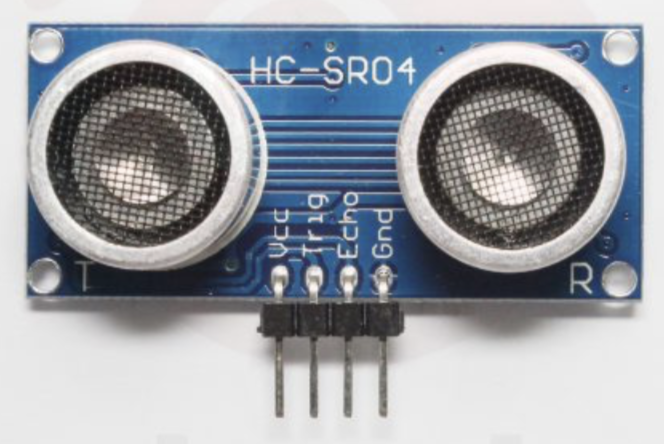 HC-SR04
Vcc
Trig
Echo
Gnd
T
R